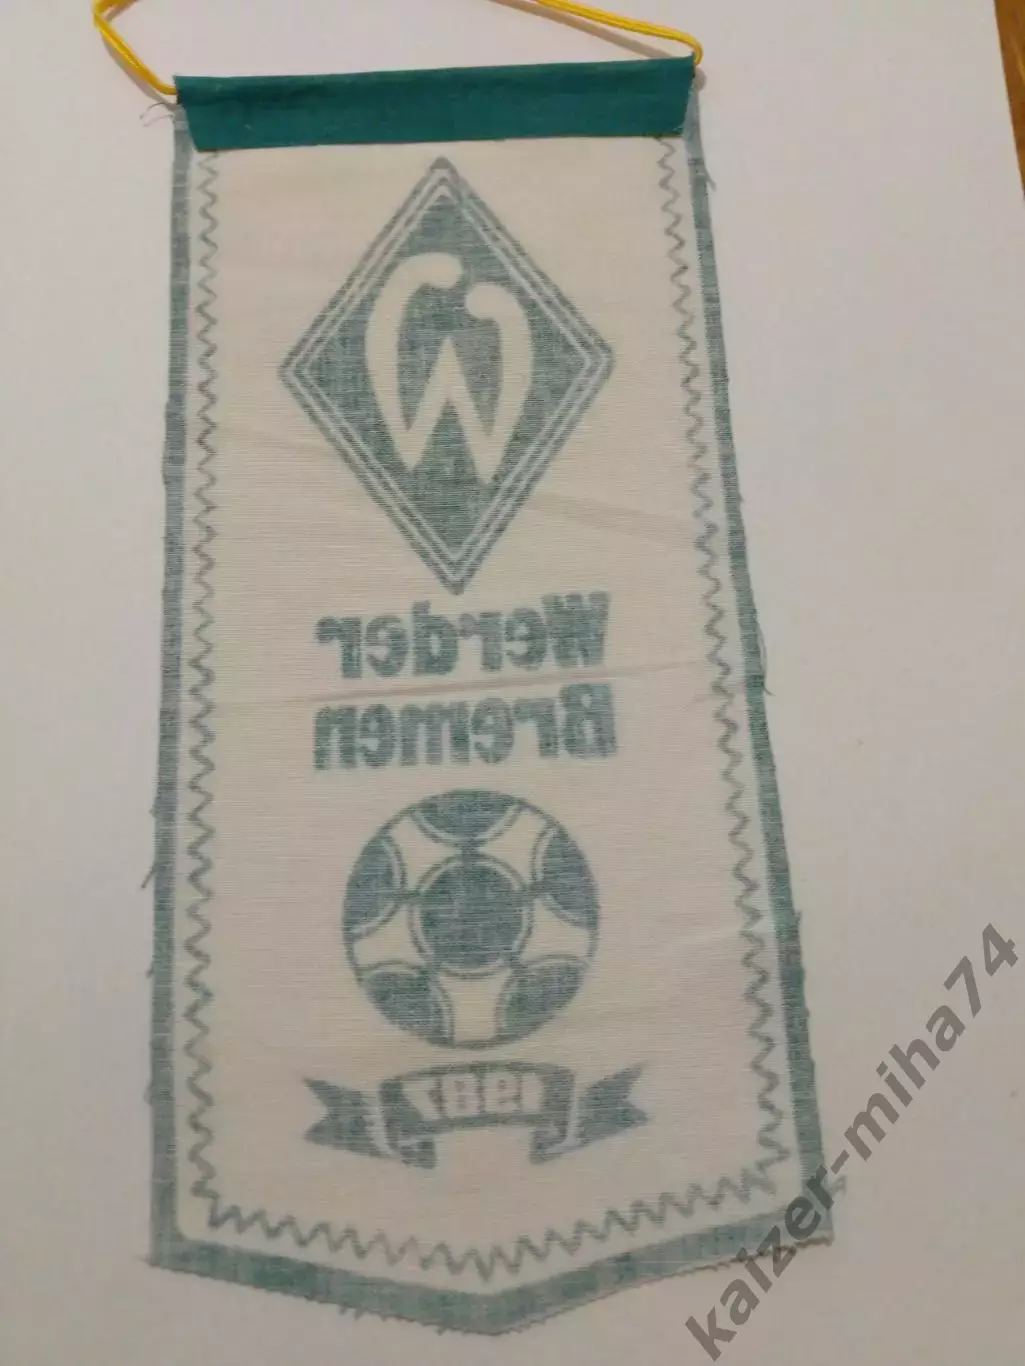 W
Werder
Bremen
1987
kaizer-miha74